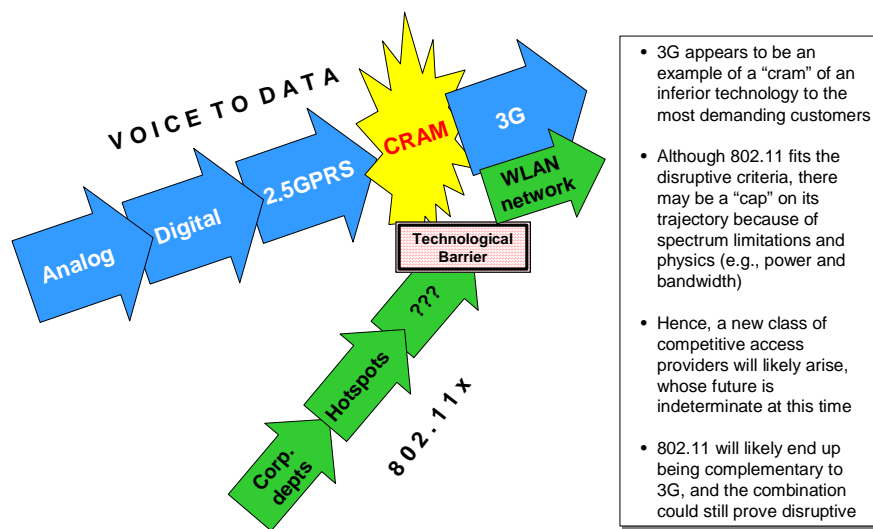 VOICE TO DATA
Analog
Digital
2.5GPRS
CRAM
3G
WLAN
network
Technological
Barrier
???
Hotspots
Corp.
depts
802.11x
• 3G appears to be an
example of a “cram” of an
inferior technology to the
most demanding customers
• Although 802.11 fits the
disruptive criteria, there
may be a “cap” on its
trajectory because of
spectrum limitations and
physics (e.g., power and
bandwidth)
• Hence, a new class of
competitive access
providers will likely arise,
whose future is
indeterminate at this time
• 802.11 will likely end up
being complementary to
3G, and the combination
could still prove disruptive